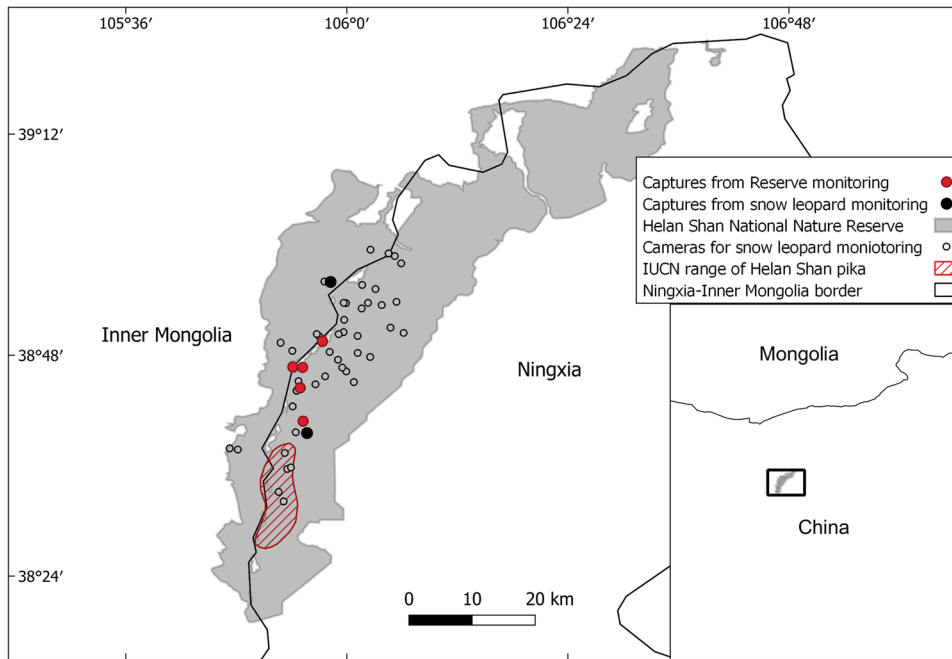 105°36′ 106°0′ 106°24′ 106°48′
39°12′
Captures from Reserve monitoring
Captures from snow leopard monitoring
Helan Shan National Nature Reserve
Cameras for snow leopard moniotoring
IUCN range of Helan Shan pika
Ningxia-Inner Mongolia border
Inner Mongolia
38°48′
Ningxia
Mongolia
China
38°24′
0 10 20 km